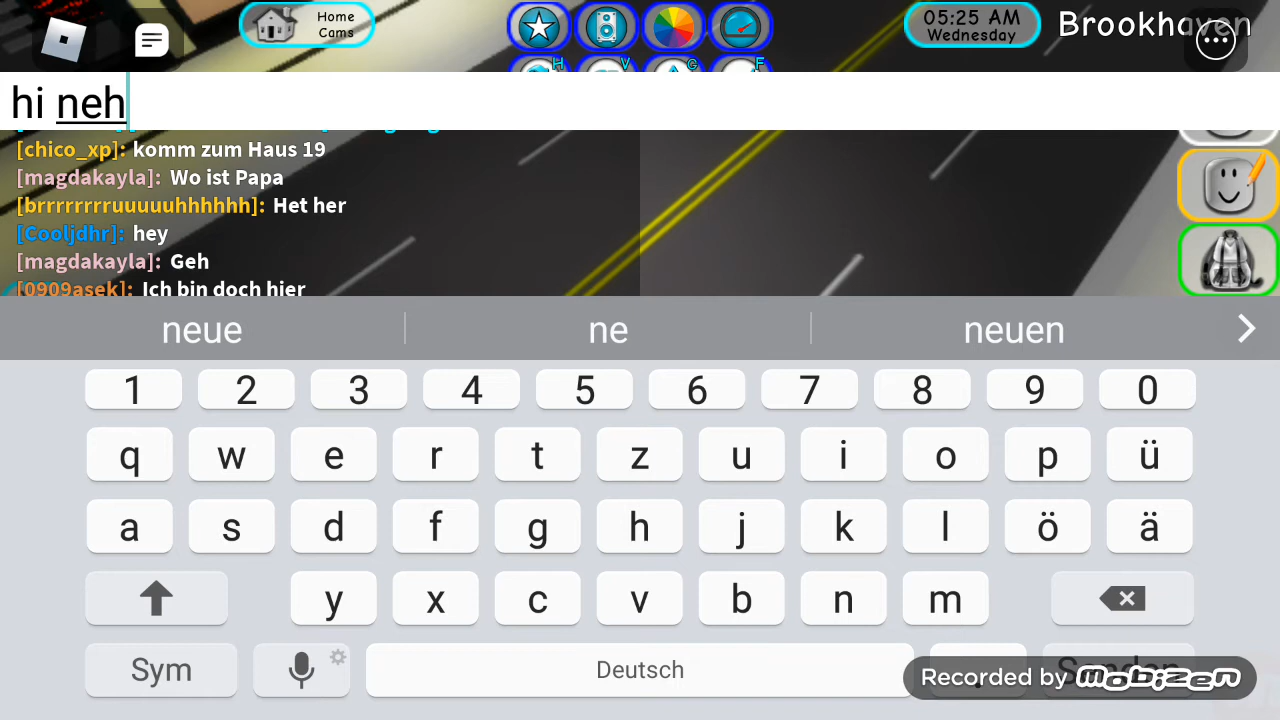 Home
Cams
05:25 AM
Wednesday
Brookhaven
H V G F
hi neh
[chico_xp]: komm zum Haus 19
[magdakayla]: Wo ist Papa
[brrrrrrruuuuuhhhhhh]: Het her
[Cooljdhr]: hey
[magdakayla]: Geh
[0909asek]: Ich bin doch hier
neue ne neuen
1 2 3 4 5 6 7 8 9 0
q w e r t z u i o p ü
a s d f g h j k l ö ä
y x c v b n m
Sym Deutsch . Senden
Recorded by mobizen